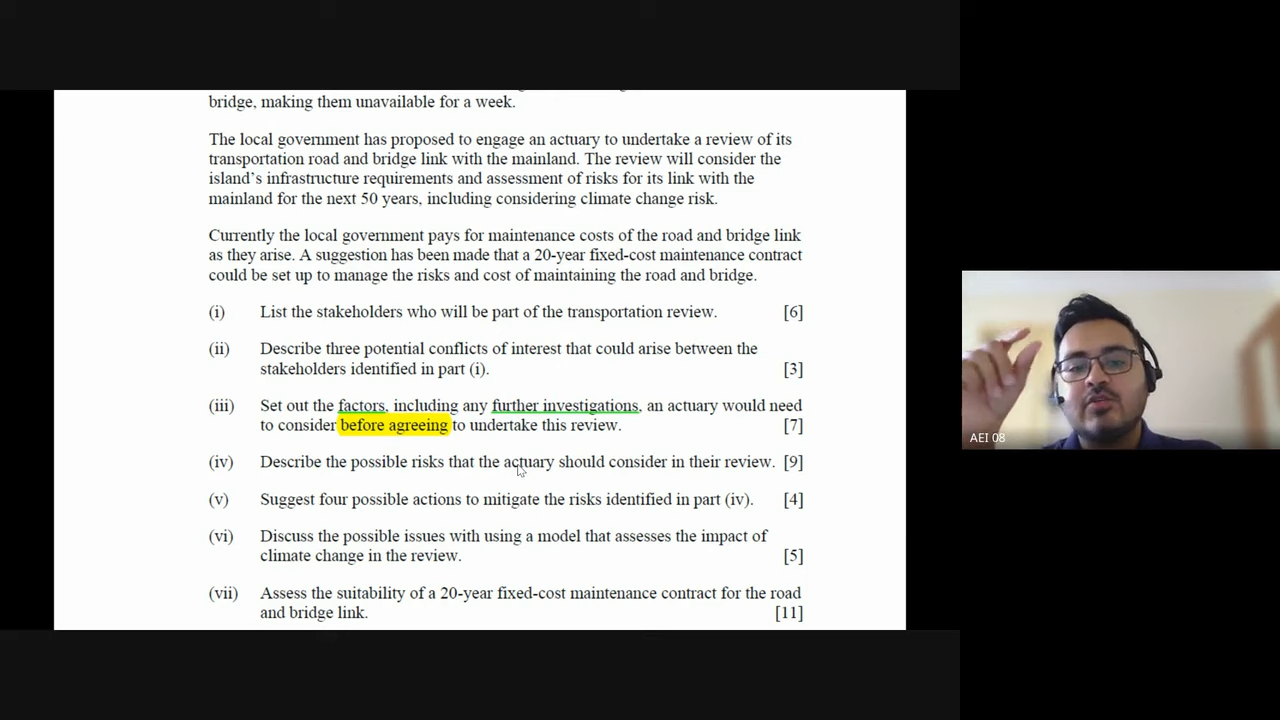 bridge, making them unavailable for a week.
The local government has proposed to engage an actuary to undertake a review of its
transportation road and bridge link with the mainland. The review will consider the
island's infrastructure requirements and assessment of risks for its link with the
mainland for the next 50 years, including considering climate change risk.
Currently the local government pays for maintenance costs of the road and bridge link
as they arise. A suggestion has been made that a 20-year fixed-cost maintenance contract
could be set up to manage the risks and cost of maintaining the road and bridge.
(i) List the stakeholders who will be part of the transportation review. [6]
(ii) Describe three potential conflicts of interest that could arise between the
stakeholders identified in part (i). [3]
(iii) Set out the factors, including any further investigations, an actuary would need
to consider before agreeing to undertake this review. [7]
(iv) Describe the possible risks that the actuary should consider in their review. [9]
(v) Suggest four possible actions to mitigate the risks identified in part (iv). [4]
(vi) Discuss the possible issues with using a model that assesses the impact of
climate change in the review. [5]
(vii) Assess the suitability of a 20-year fixed-cost maintenance contract for the road
and bridge link. [11]
AEI 08